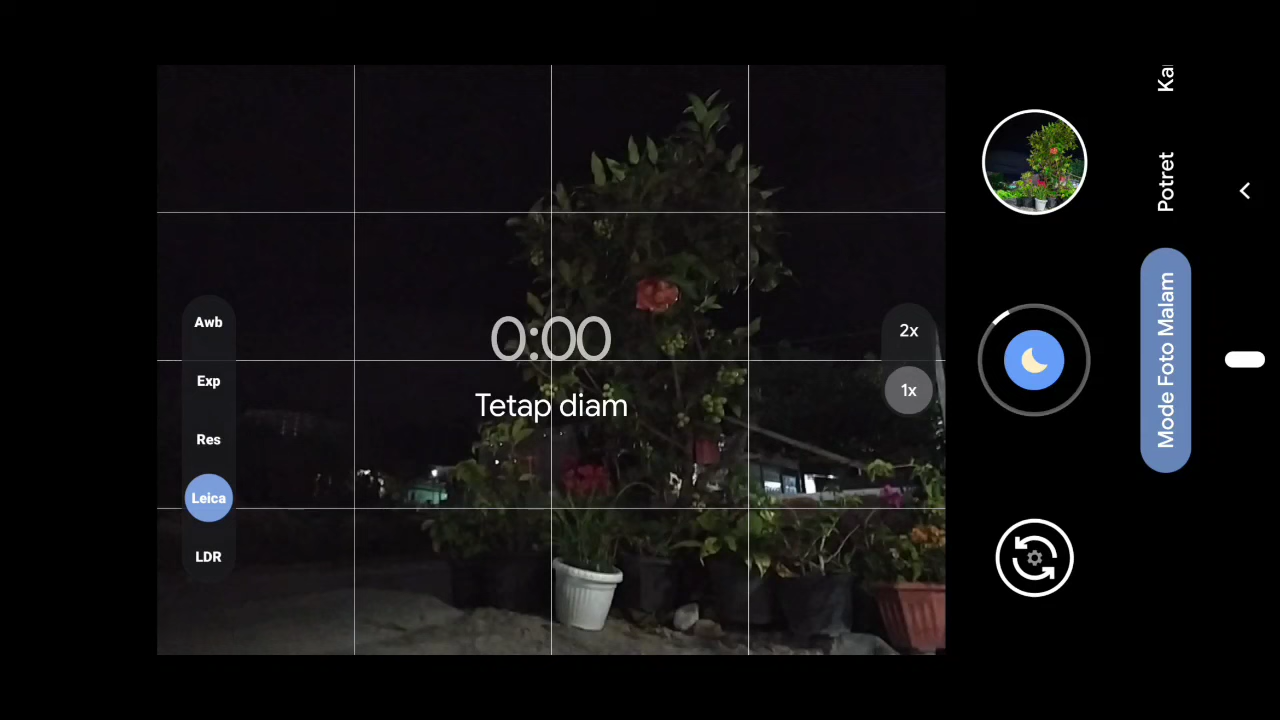 Awb
Exp
Res
Leica
LDR
0:00
Tetap diam
2x
1x
Ka
Potret
Mode Foto Malam